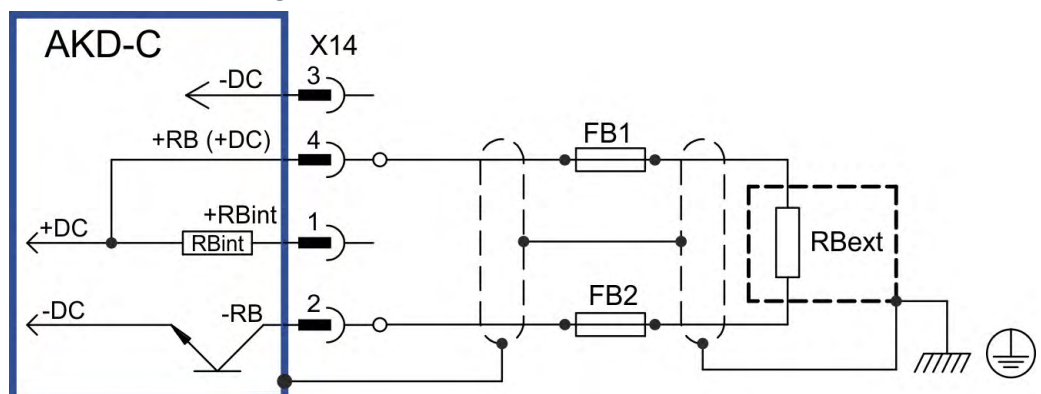 AKD-C
X14
-DC
3
+RB (+DC)
4
FB1
+RBint
1
+DC
RBint
RBext
-DC
-RB
2
FB2